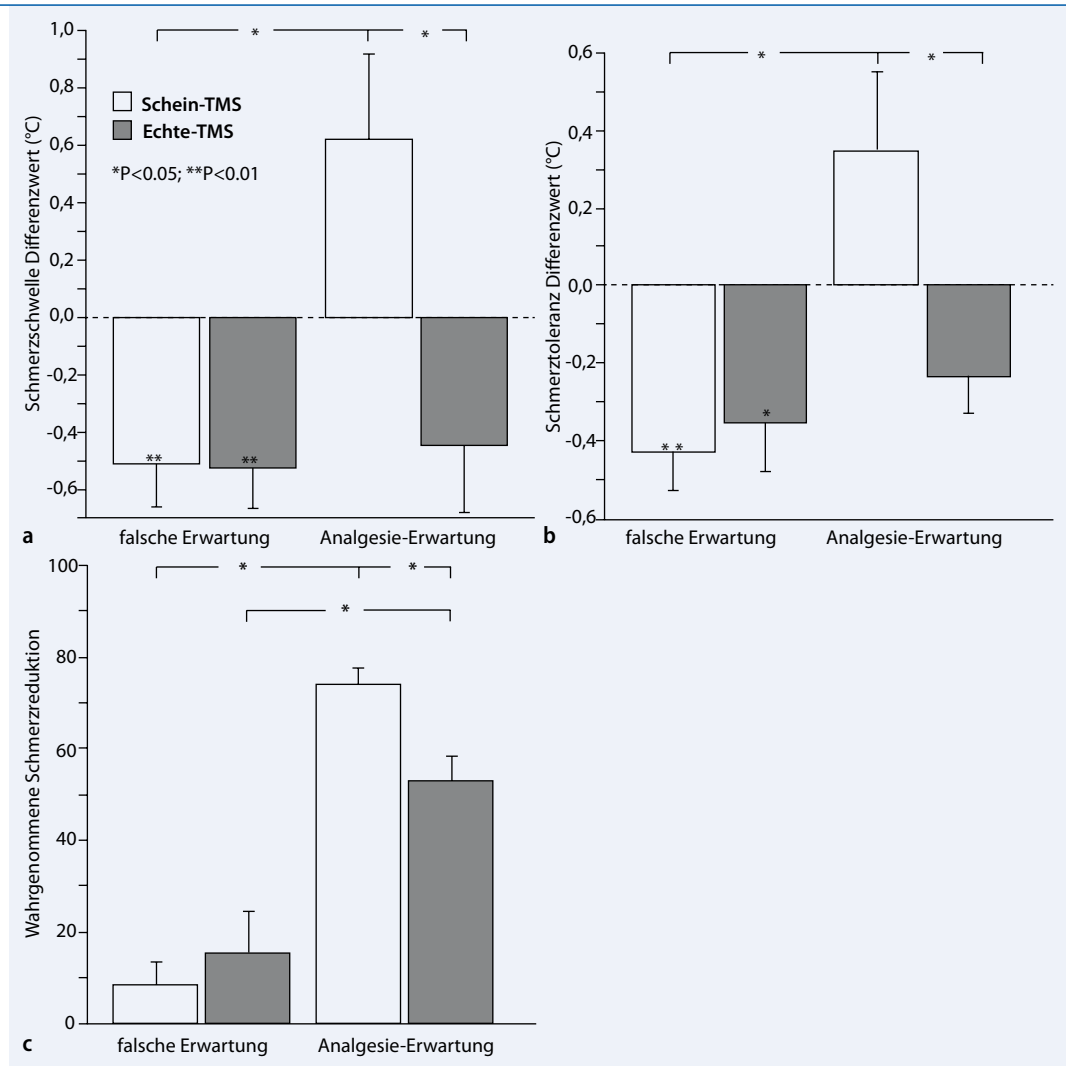 Schmerzschwelle Differenzwert (°C)
1,0
0,8
0,6
0,4
0,2
0,0
-0,2
-0,4
-0,6
* *
Schein-TMS
Echte-TMS
*P<0.05; **P<0.01
** **
a
falsche Erwartung Analgesie-Erwartung
Schmerztoleranz Differenzwert (°C)
0,6
0,4
0,2
0,0
-0,2
-0,4
-0,6
* *
* * *
b
falsche Erwartung Analgesie-Erwartung
Wahrgenommene Schmerzreduktion
100
80
60
40
20
0
* *
*
c
falsche Erwartung Analgesie-Erwartung